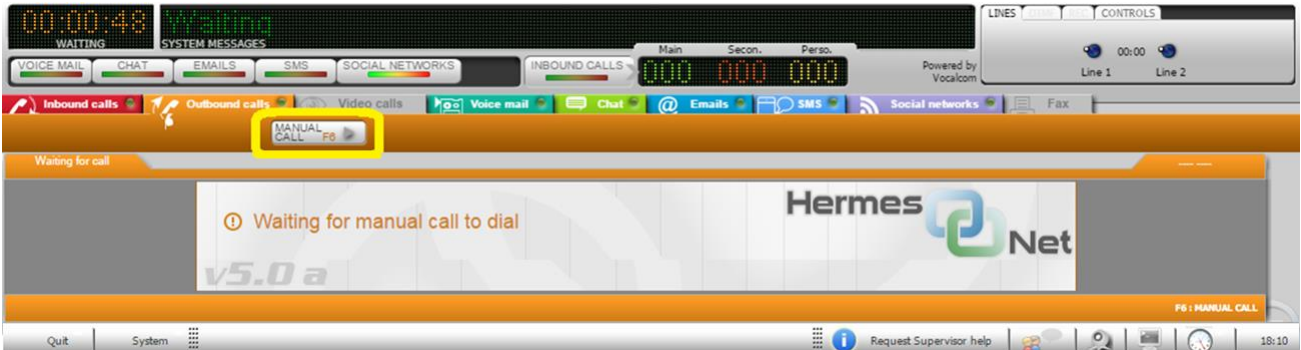 00:00:48
WAITING
Waiting
SYSTEM MESSAGES
LINES DIAL REC CONTROLS
00:00
Line 1 Line 2
VOICE MAIL CHAT EMAILS SMS SOCIAL NETWORKS
INBOUND CALLS
Main Secon. Perso.
000 000 000
Powered by
Vocalcom
Inbound calls Outbound calls Video calls Voice mail Chat Emails SMS Social networks Fax
MANUAL
CALL F6
Waiting for call
---- ----
Waiting for manual call to dial
v5.0 a
Hermes
Net
F6 : MANUAL CALL
Quit System Request Supervisor help 18:10